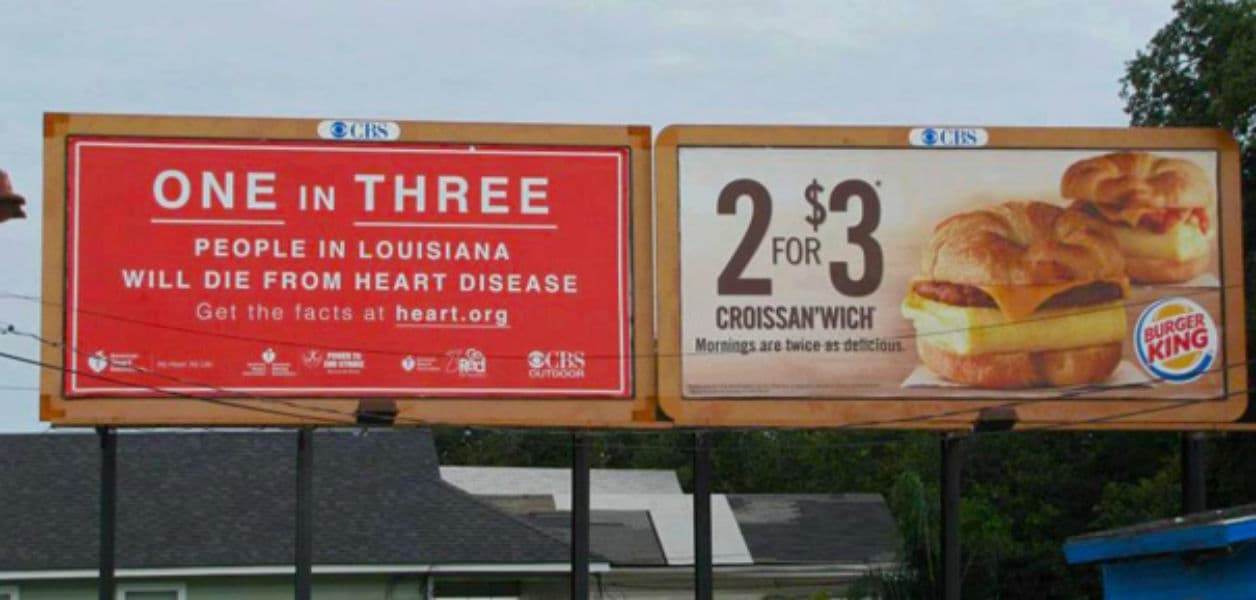 CBS
ONE IN THREE
PEOPLE IN LOUISIANA
WILL DIE FROM HEART DISEASE
Get the facts at heart.org
Red
CBS
OUTDOOR
CBS
2 FOR $3
CROISSAN'WICH
Mornings are twice as delicious.
BURGER
KING